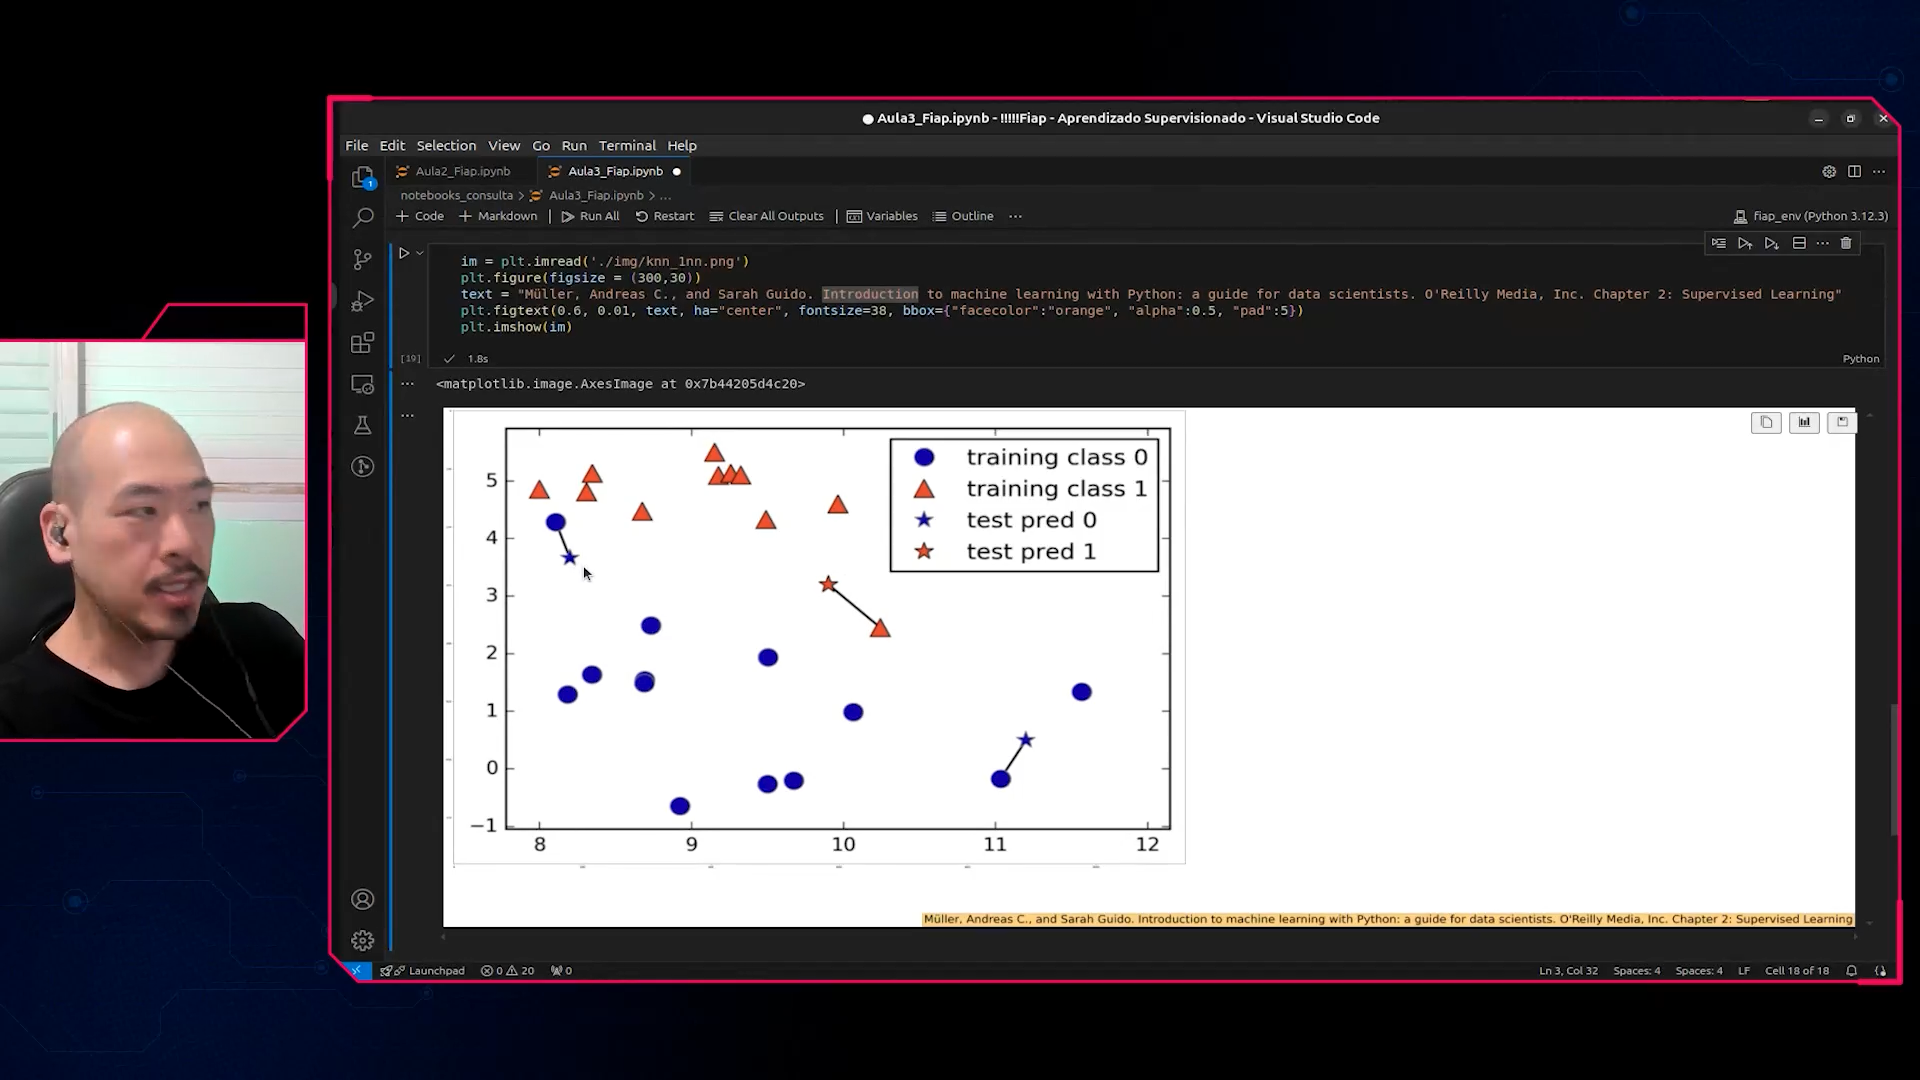 Aula3_Fiap.ipynb - !!!!!Fiap - Aprendizado Supervisionado - Visual Studio Code
File Edit Selection View Go Run Terminal Help
Aula2_Fiap.ipynb Aula3_Fiap.ipynb
notebooks_consulta > Aula3_Fiap.ipynb > ...
+ Code + Markdown Run All Restart Clear All Outputs Variables Outline ...
fiap_env (Python 3.12.3)
1
im = plt.imread('./img/knn_1nn.png')
plt.figure(figsize = (300,30))
text = "Müller, Andreas C., and Sarah Guido. Introduction to machine learning with Python: a guide for data scientists. O'Reilly Media, Inc. Chapter 2: Supervised Learning"
plt.figtext(0.6, 0.01, text, ha="center", fontsize=38, bbox={"facecolor":"orange", "alpha":0.5, "pad":5})
plt.imshow(im)
[19] 1.8s Python
<matplotlib.image.AxesImage at 0x7b44205d4c20>
training class 0
training class 1
test pred 0
test pred 1
5
4
3
2
1
0
−1
8 9 10 11 12
Müller, Andreas C., and Sarah Guido. Introduction to machine learning with Python: a guide for data scientists. O'Reilly Media, Inc. Chapter 2: Supervised Learning
Launchpad 0 20 0 Ln 3, Col 32 Spaces: 4 Spaces: 4 LF Cell 18 of 18